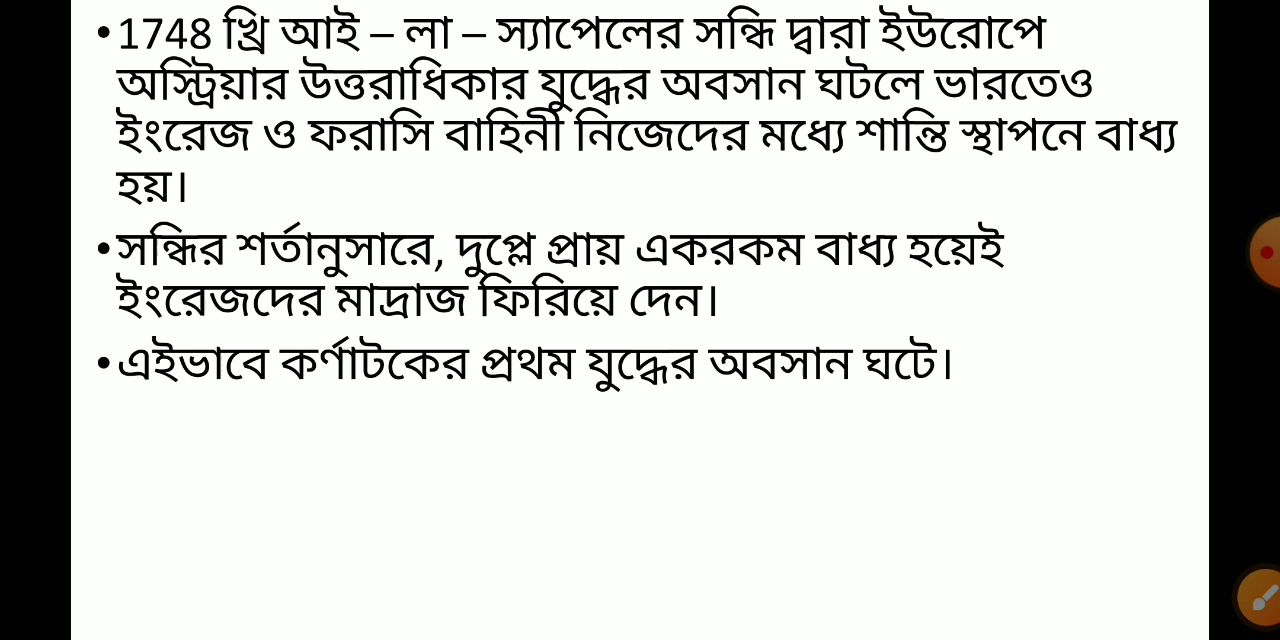 •1748 খ্রি আই – লা – স্যাপেলের সন্ধি দ্বারা ইউরোপে
অস্ট্রিয়ার উত্তরাধিকার যুদ্ধের অবসান ঘটলে ভারতেও
ইংরেজ ও ফরাসি বাহিনী নিজেদের মধ্যে শান্তি স্থাপনে বাধ্য
হয়।
•সন্ধির শর্তানুসারে, দুপ্লে প্রায় একরকম বাধ্য হয়েই
ইংরেজদের মাদ্রাজ ফিরিয়ে দেন।
•এইভাবে কর্ণাটকের প্রথম যুদ্ধের অবসান ঘটে।